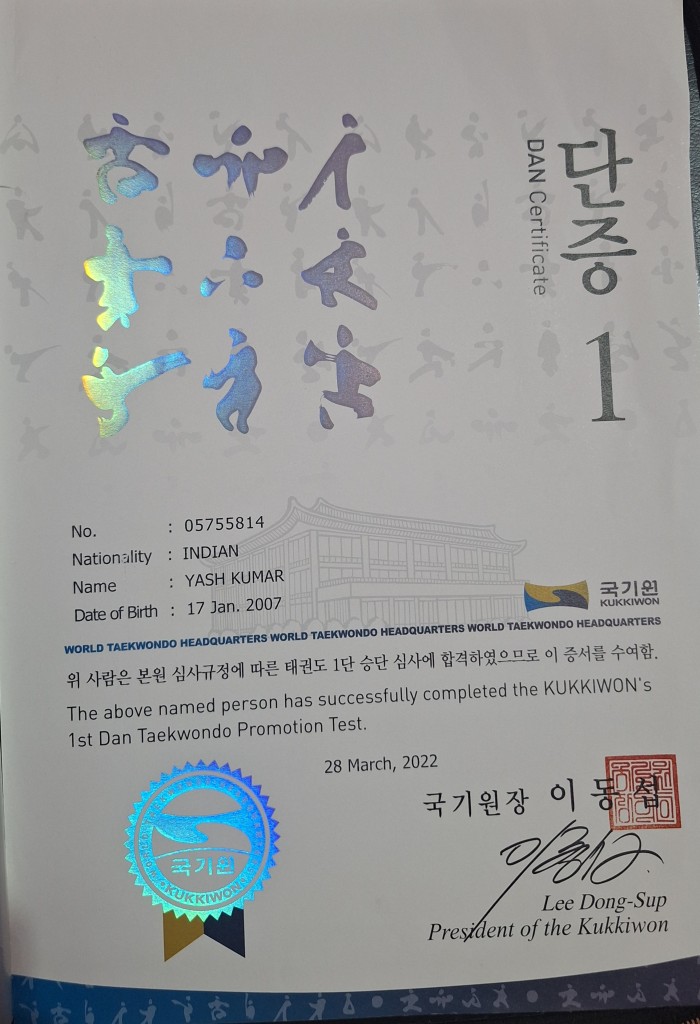 단증
DAN Certificate
1
No. : 05755814
Nationality : INDIAN
Name : YASH KUMAR
Date of Birth : 17 Jan. 2007
국기원
KUKKIWON
WORLD TAEKWONDO HEADQUARTERS WORLD TAEKWONDO HEADQUARTERS WORLD TAEKWONDO HEADQUARTERS
위 사람은 본원 심사규정에 따른 태권도 1단 승단 심사에 합격하였으므로 이 증서를 수여함.
The above named person has successfully completed the KUKKIWON's
1st Dan Taekwondo Promotion Test.
28 March, 2022
국기원장 이동섭
국기원
KUKKIWON
Lee Dong-Sup
President of the Kukkiwon